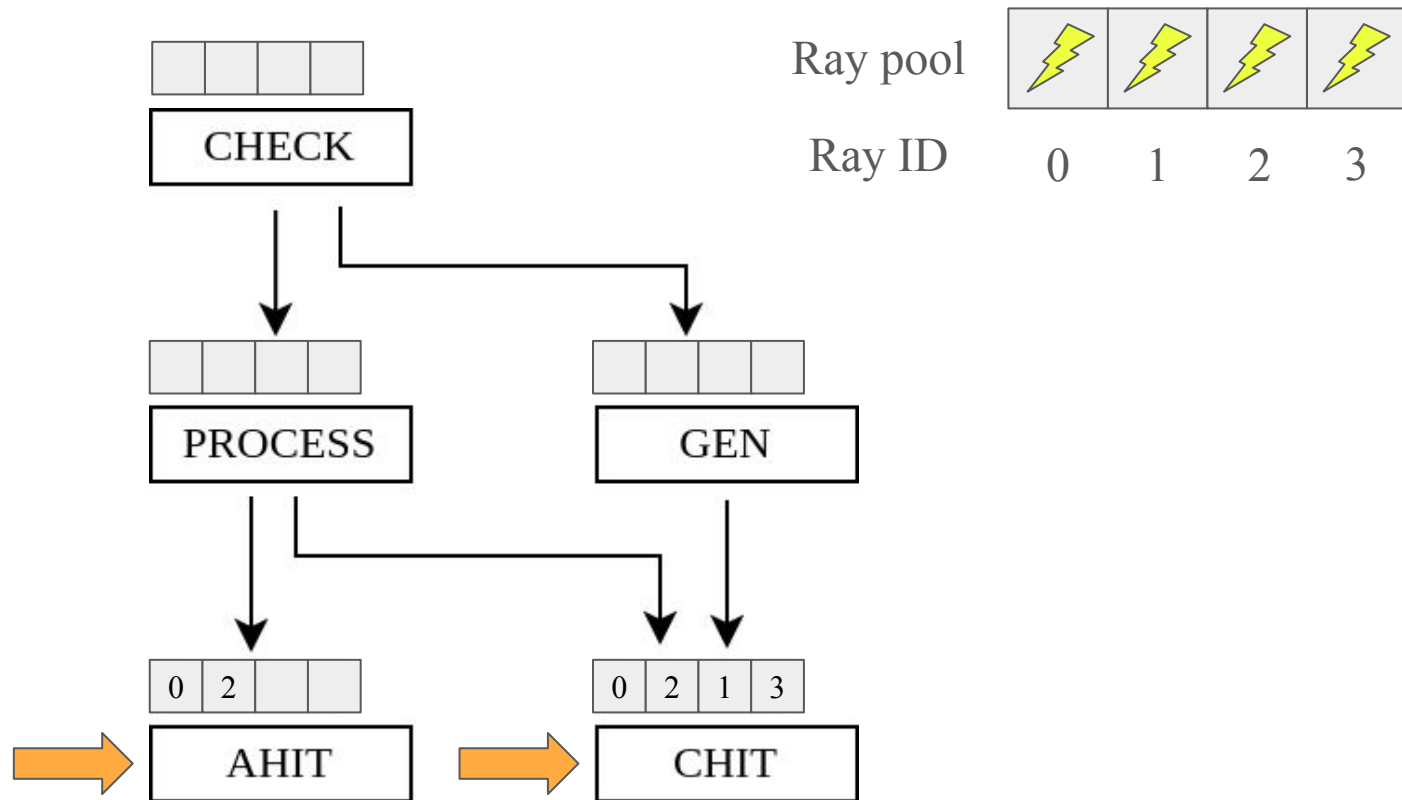 Ray pool
CHECK
Ray ID 0 1 2 3
PROCESS GEN
0 2 0 2 1 3
AHIT CHIT